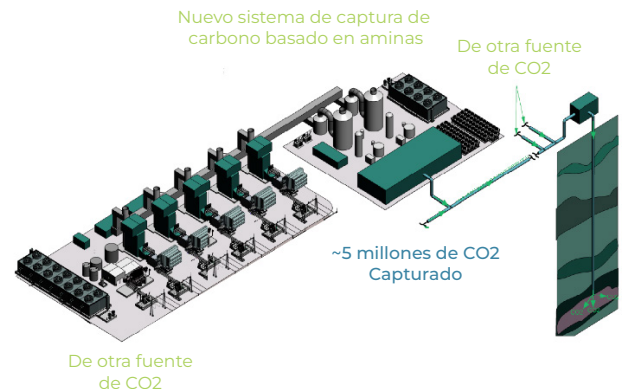 Nuevo sistema de captura de
carbono basado en aminas
De otra fuente
de CO2
~5 millones de CO2
Capturado
De otra fuente
de CO2